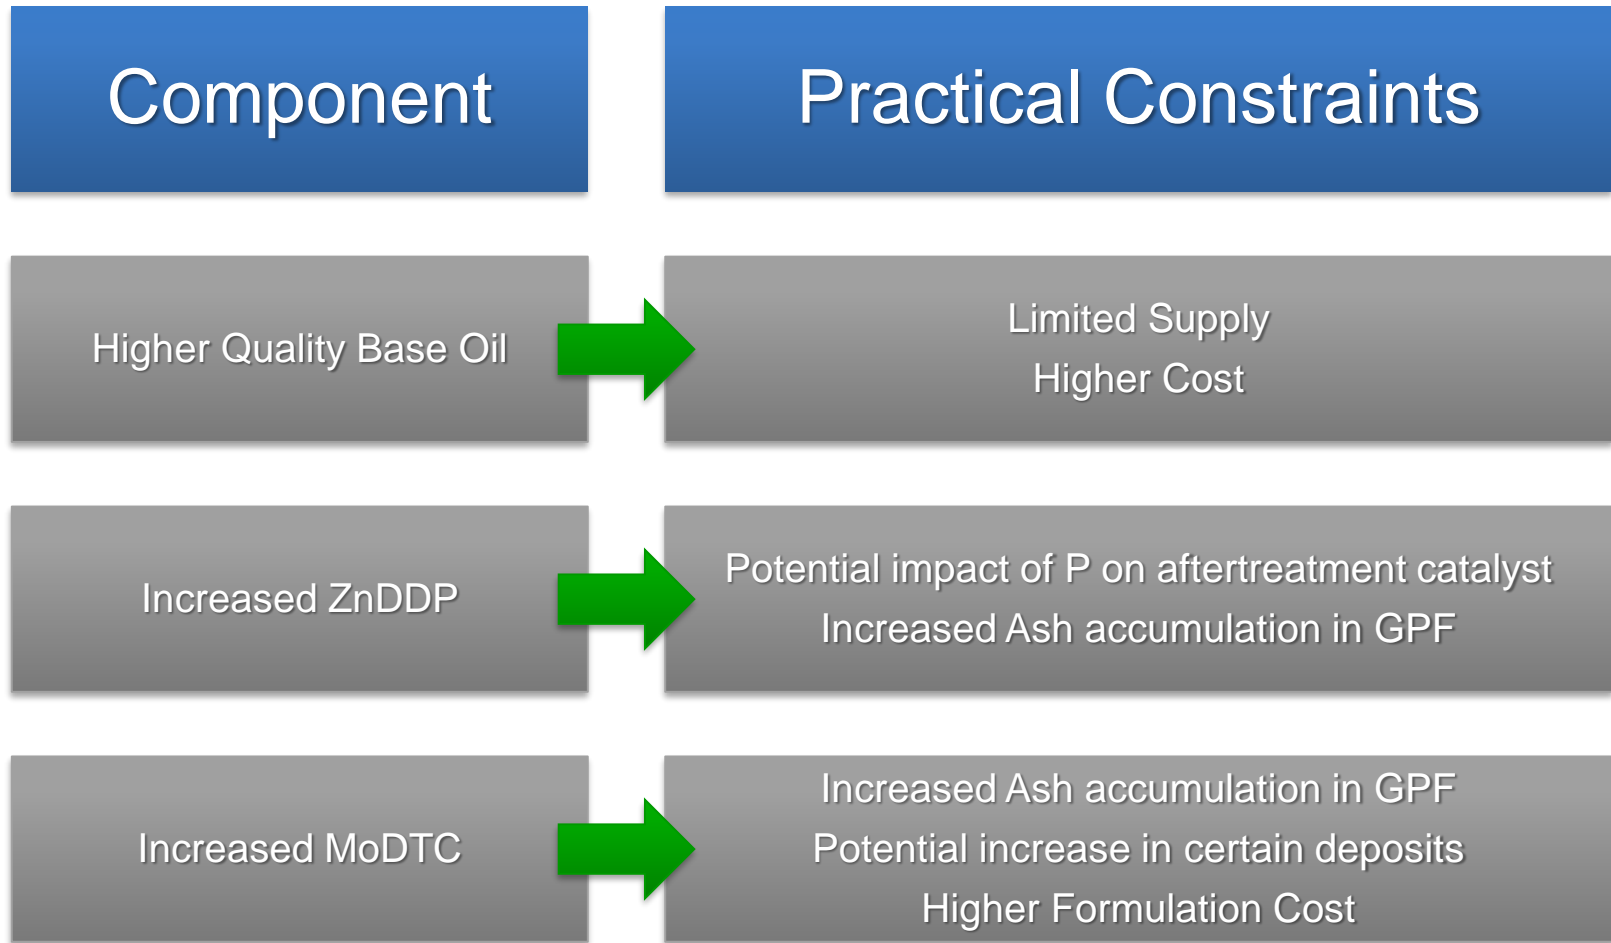 Component
Practical Constraints
Higher Quality Base Oil
Limited Supply
Higher Cost
Increased ZnDDP
Potential impact of P on aftertreatment catalyst
Increased Ash accumulation in GPF
Increased MoDTC
Increased Ash accumulation in GPF
Potential increase in certain deposits
Higher Formulation Cost